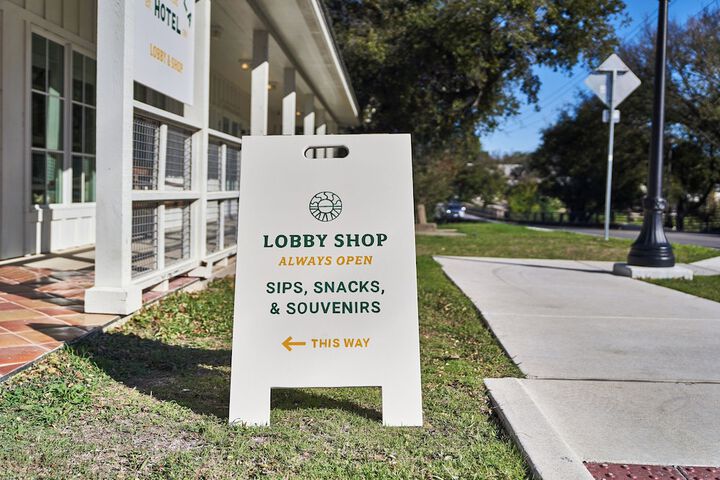 HOTEL
LOBBY & SHOP
LOBBY SHOP
ALWAYS OPEN
SIPS, SNACKS,
& SOUVENIRS
← THIS WAY